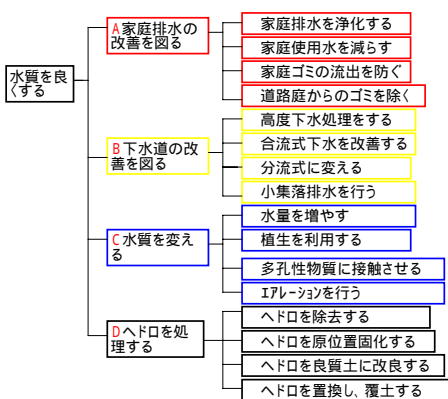 水質を良
くする
A家庭排水の
改善を図る
家庭排水を浄化する
家庭使用水を減らす
家庭ゴミの流出を防ぐ
道路庭からのゴミを除く
B下水道の改
善を図る
高度下水処理をする
合流式下水を改善する
分流式に変える
小集落排水を行う
C水質を変え
る
水量を増やす
植生を利用する
多孔性物質に接触させる
エアレーションを行う
Dヘドロを処
理する
ヘドロを除去する
ヘドロを原位置固化する
ヘドロを良質土に改良する
ヘドロを置換し、覆土する